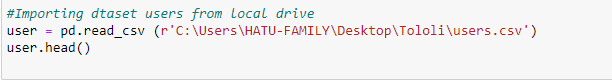 #Importing dtaset users from local drive
user = pd.read_csv (r'C:\Users\HATU-FAMILY\Desktop\Tololi\users.csv')
user.head()